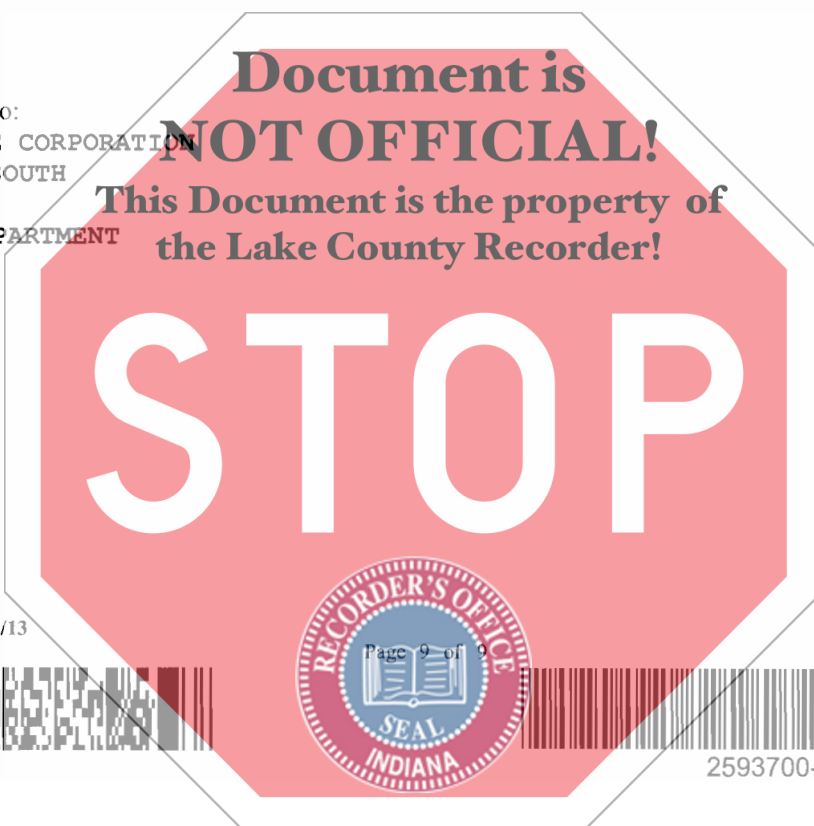 Document is
o:
CORPORATION
NOT OFFICIAL!
OUTH
This Document is the property of
PARTMENT
the Lake County Recorder!
STOP
RECORDER'S OFFICE
/13
Page 9 of 9
SEAL
INDIANA
2593700-